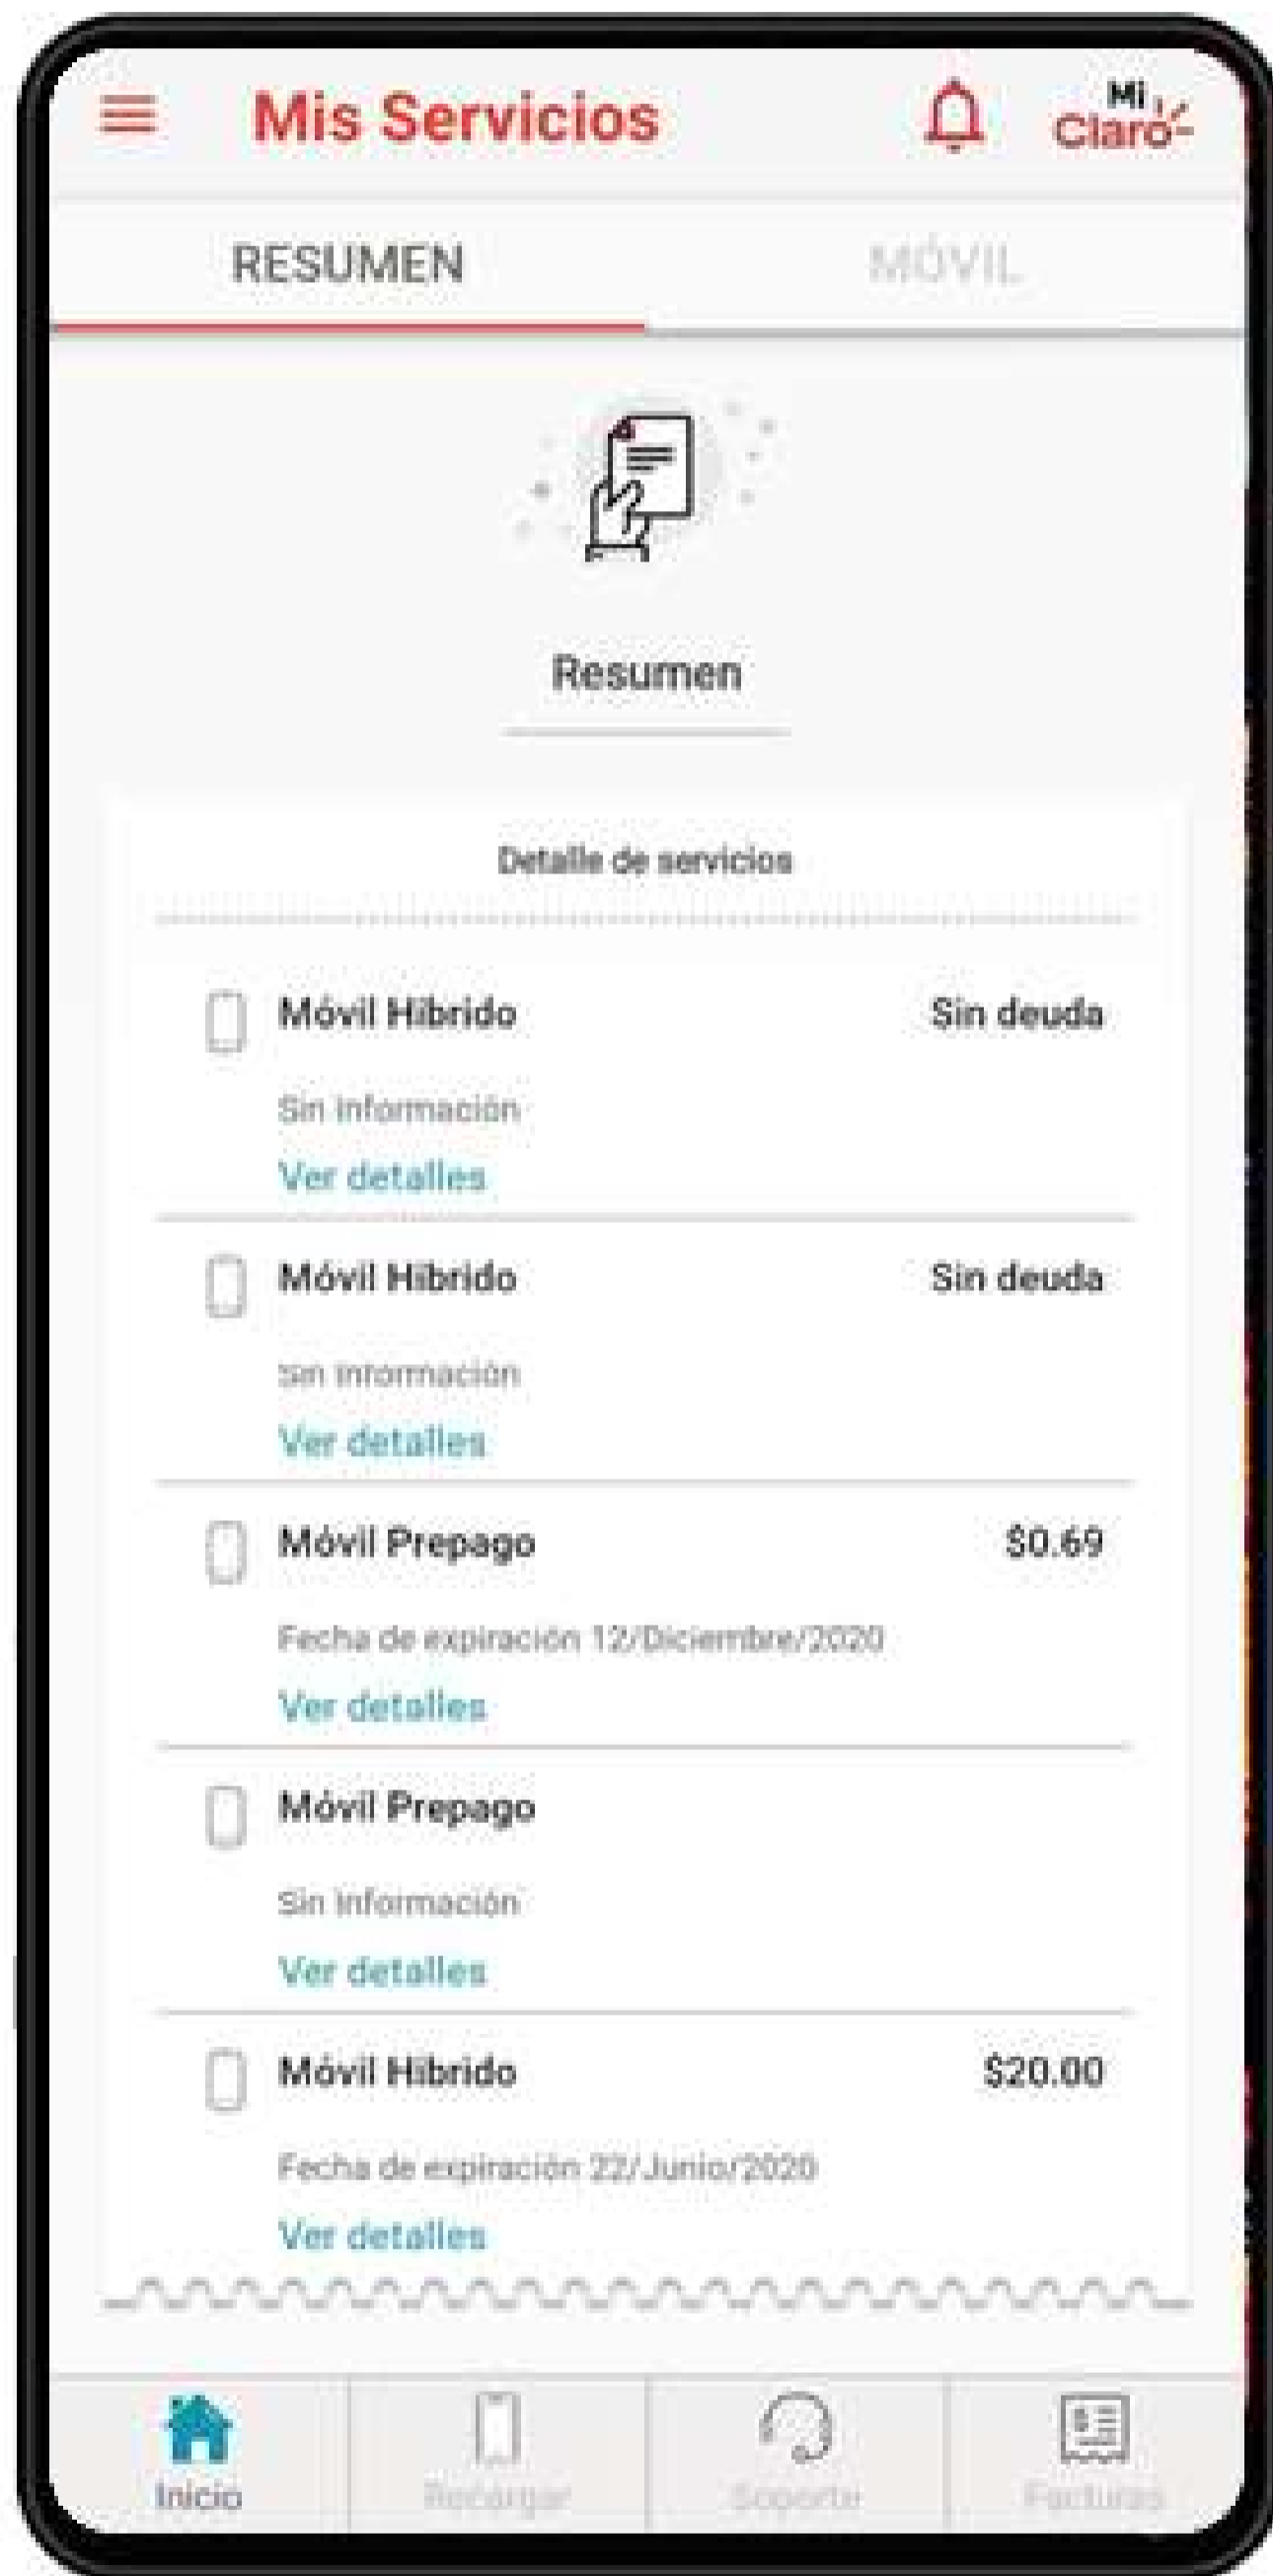 Mis Servicios
Mi
Claro
RESUMEN
MÓVIL
Resumen
Detalle de servicios
Móvil Hibrido
Sin deuda
Sin Información
Ver detalles
Móvil Hibrido
Sin deuda
Sin Información
Ver detalles
Móvil Prepago
$0.69
Fecha de expiración 12/Diciembre/2020
Ver detalles
Móvil Prepago
Sin Información
Ver detalles
Móvil Hibrido
$20.00
Fecha de expiración 22/Junio/2020
Ver detalles
Inicio
Recargar
Soporte
Facturas